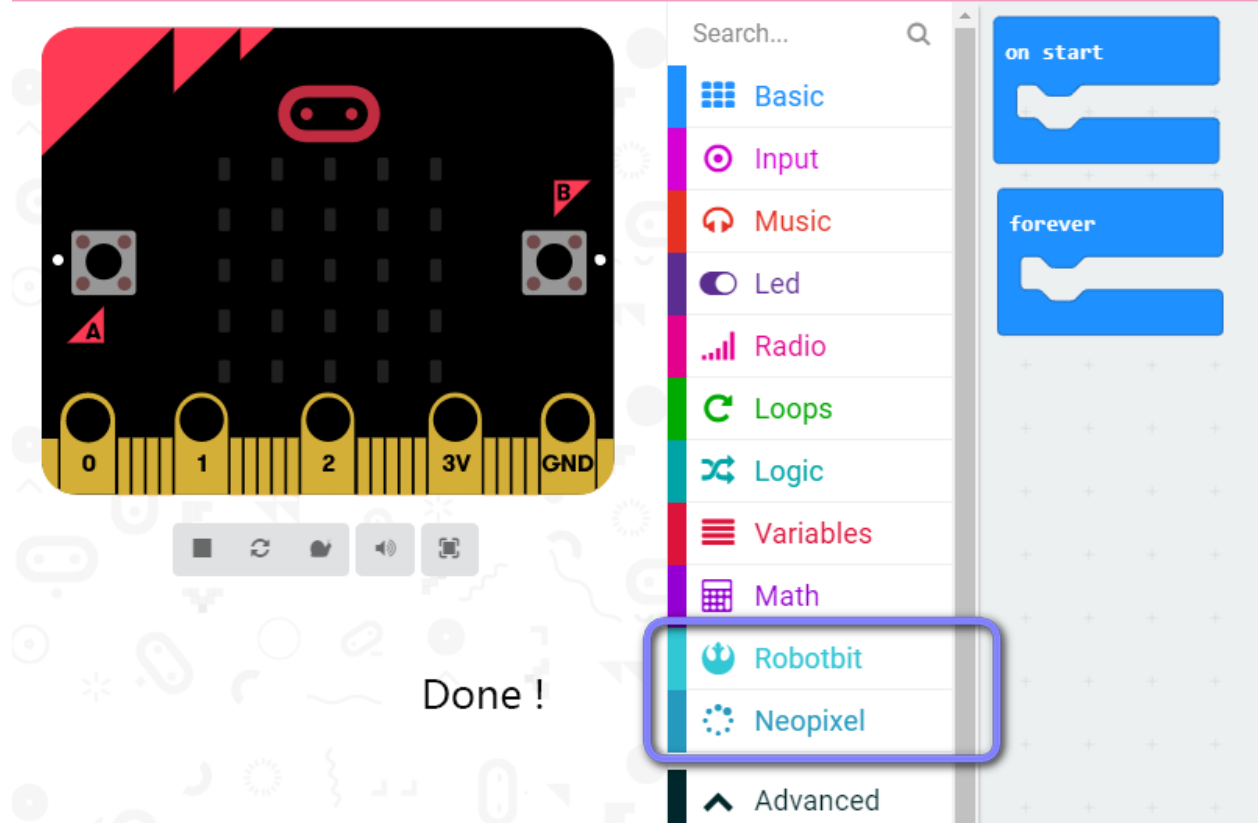 B
A
0 1 2 3V GND
Done !
Search...
Basic
Input
Music
Led
Radio
Loops
Logic
Variables
Math
Robotbit
Neopixel
Advanced
on start
forever